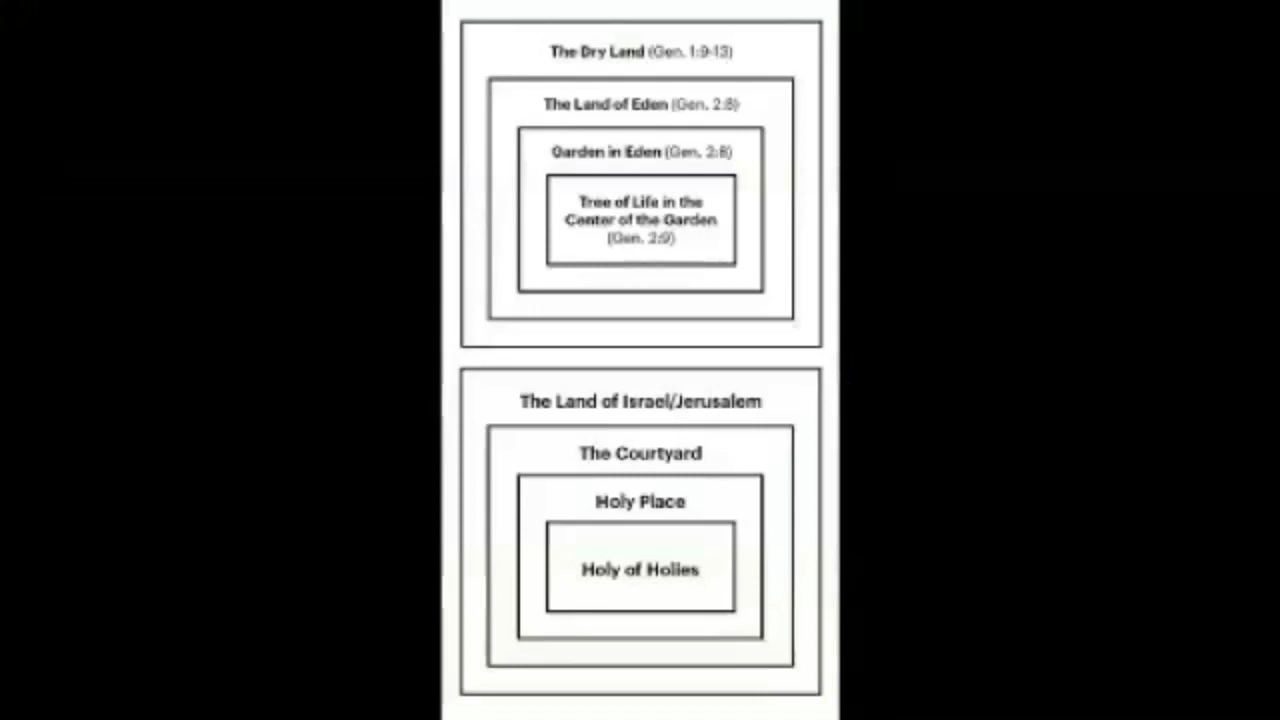 The Dry Land (Gen. 1:9-13)
The Land of Eden (Gen. 2:8)
Garden in Eden (Gen. 2:8)
Tree of Life in the
Center of the Garden
(Gen. 2:9)
The Land of Israel/Jerusalem
The Courtyard
Holy Place
Holy of Holies